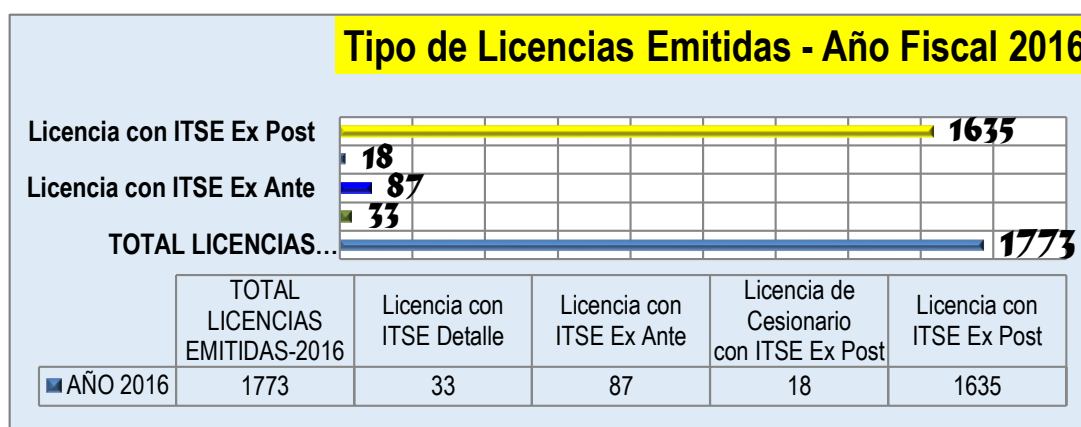 Tipo de Licencias Emitidas - Año Fiscal 2016
Licencia con ITSE Ex Post
1635
18
Licencia con ITSE Ex Ante
87
33
TOTAL LICENCIAS...
1773
TOTAL
LICENCIAS
EMITIDAS-2016
Licencia con
ITSE Detalle
Licencia con
ITSE Ex Ante
Licencia de
Cesionario
con ITSE Ex Post
Licencia con
ITSE Ex Post
AÑO 2016
1773
33
87
18
1635